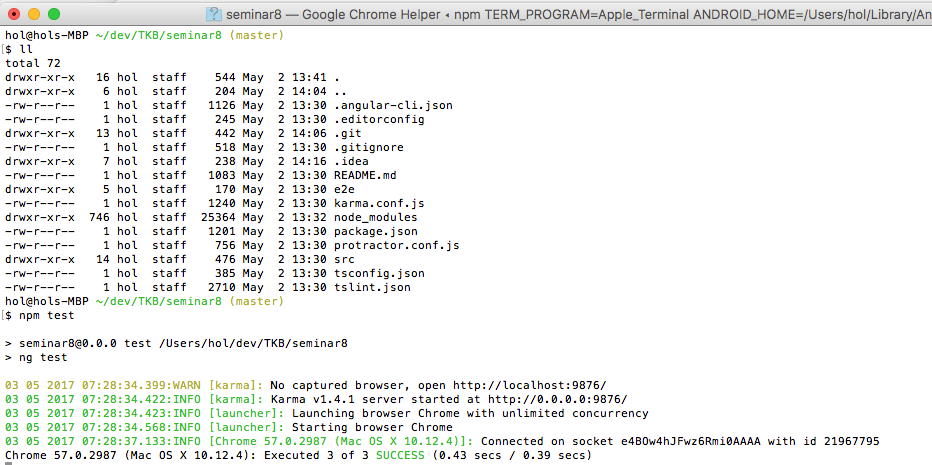 seminar8 — Google Chrome Helper ◂ npm TERM_PROGRAM=Apple_Terminal ANDROID_HOME=/Users/hol/Library/An
hol@hols-MBP ~/dev/TKB/seminar8 (master)
[$ ll
total 72
drwxr-xr-x   16 hol  staff    544 May  2 13:41 .
drwxr-xr-x    6 hol  staff    204 May  2 14:04 ..
-rw-r--r--    1 hol  staff   1126 May  2 13:30 .angular-cli.json
-rw-r--r--    1 hol  staff    245 May  2 13:30 .editorconfig
drwxr-xr-x   13 hol  staff    442 May  2 14:06 .git
-rw-r--r--    1 hol  staff    518 May  2 13:30 .gitignore
drwxr-xr-x    7 hol  staff    238 May  2 14:16 .idea
-rw-r--r--    1 hol  staff   1083 May  2 13:30 README.md
drwxr-xr-x    5 hol  staff    170 May  2 13:30 e2e
-rw-r--r--    1 hol  staff   1240 May  2 13:30 karma.conf.js
drwxr-xr-x  746 hol  staff  25364 May  2 13:32 node_modules
-rw-r--r--    1 hol  staff   1201 May  2 13:30 package.json
-rw-r--r--    1 hol  staff    756 May  2 13:30 protractor.conf.js
drwxr-xr-x   14 hol  staff    476 May  2 13:30 src
-rw-r--r--    1 hol  staff    385 May  2 13:30 tsconfig.json
-rw-r--r--    1 hol  staff   2710 May  2 13:30 tslint.json
hol@hols-MBP ~/dev/TKB/seminar8 (master)
[$ npm test
> seminar8@0.0.0 test /Users/hol/dev/TKB/seminar8
> ng test
03 05 2017 07:28:34.399:WARN [karma]: No captured browser, open http://localhost:9876/
03 05 2017 07:28:34.422:INFO [karma]: Karma v1.4.1 server started at http://0.0.0.0:9876/
03 05 2017 07:28:34.423:INFO [launcher]: Launching browser Chrome with unlimited concurrency
03 05 2017 07:28:34.568:INFO [launcher]: Starting browser Chrome
03 05 2017 07:28:37.133:INFO [Chrome 57.0.2987 (Mac OS X 10.12.4)]: Connected on socket e4BOw4hJFwz6Rmi0AAAA with id 21967795
Chrome 57.0.2987 (Mac OS X 10.12.4): Executed 3 of 3 SUCCESS (0.43 secs / 0.39 secs)